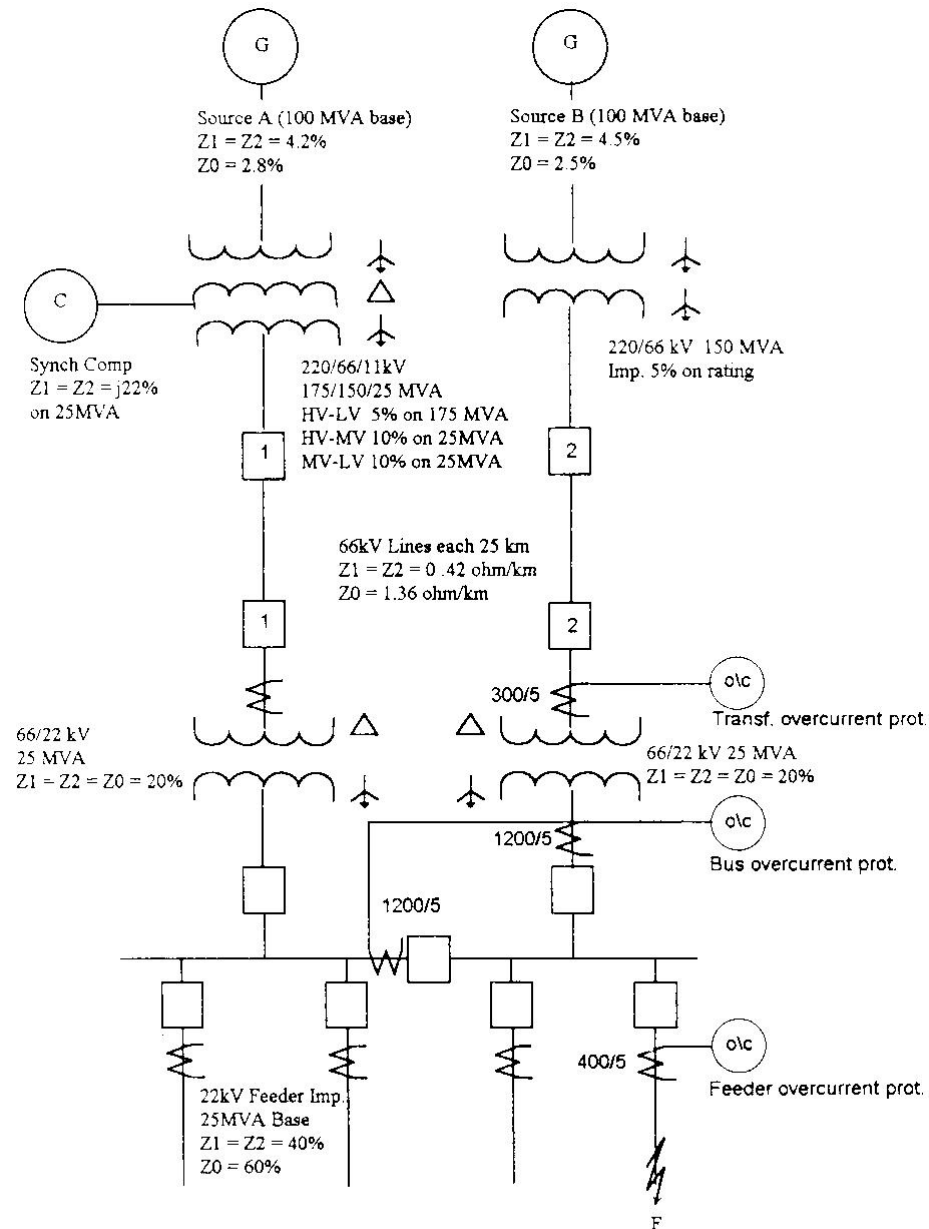 G
G
Source A (100 MVA base)
Z1 = Z2 = 4.2%
Z0 = 2.8%
Source B (100 MVA base)
Z1 = Z2 = 4.5%
Z0 = 2.5%
C
Synch Comp
Z1 = Z2 = j22%
on 25MVA
220/66/11kV
175/150/25 MVA
HV-LV 5% on 175 MVA
HV-MV 10% on 25MVA
MV-LV 10% on 25MVA
220/66 kV 150 MVA
Imp. 5% on rating
1
2
66kV Lines each 25 km
Z1 = Z2 = 0.42 ohm/km
Z0 = 1.36 ohm/km
1
2
300/5
o\c
Transf. overcurrent prot.
66/22 kV
25 MVA
Z1 = Z2 = Z0 = 20%
66/22 kV 25 MVA
Z1 = Z2 = Z0 = 20%
1200/5
o\c
Bus overcurrent prot.
1200/5
400/5
o\c
Feeder overcurrent prot.
22kV Feeder Imp.
25MVA Base
Z1 = Z2 = 40%
Z0 = 60%
F